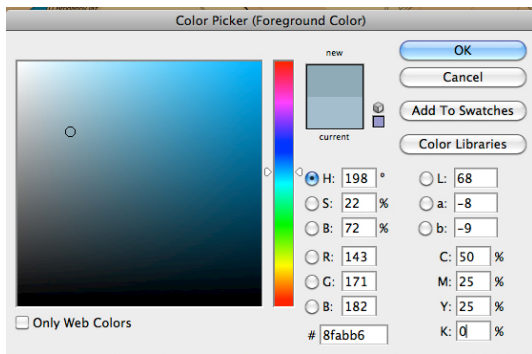 Color Picker (Foreground Color)
new
current
OK
Cancel
Add To Swatches
Color Libraries
H: 198 °
S: 22 %
B: 72 %
R: 143
G: 171
B: 182
# 8fabb6
L: 68
a: -8
b: -9
C: 50 %
M: 25 %
Y: 25 %
K: 0 %
Only Web Colors